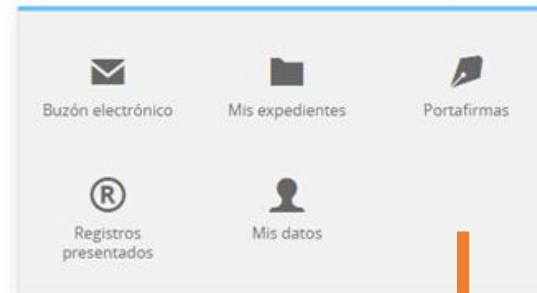 Buzón electrónico
Mis expedientes
Portafirmas
®
Registros
presentados
Mis datos